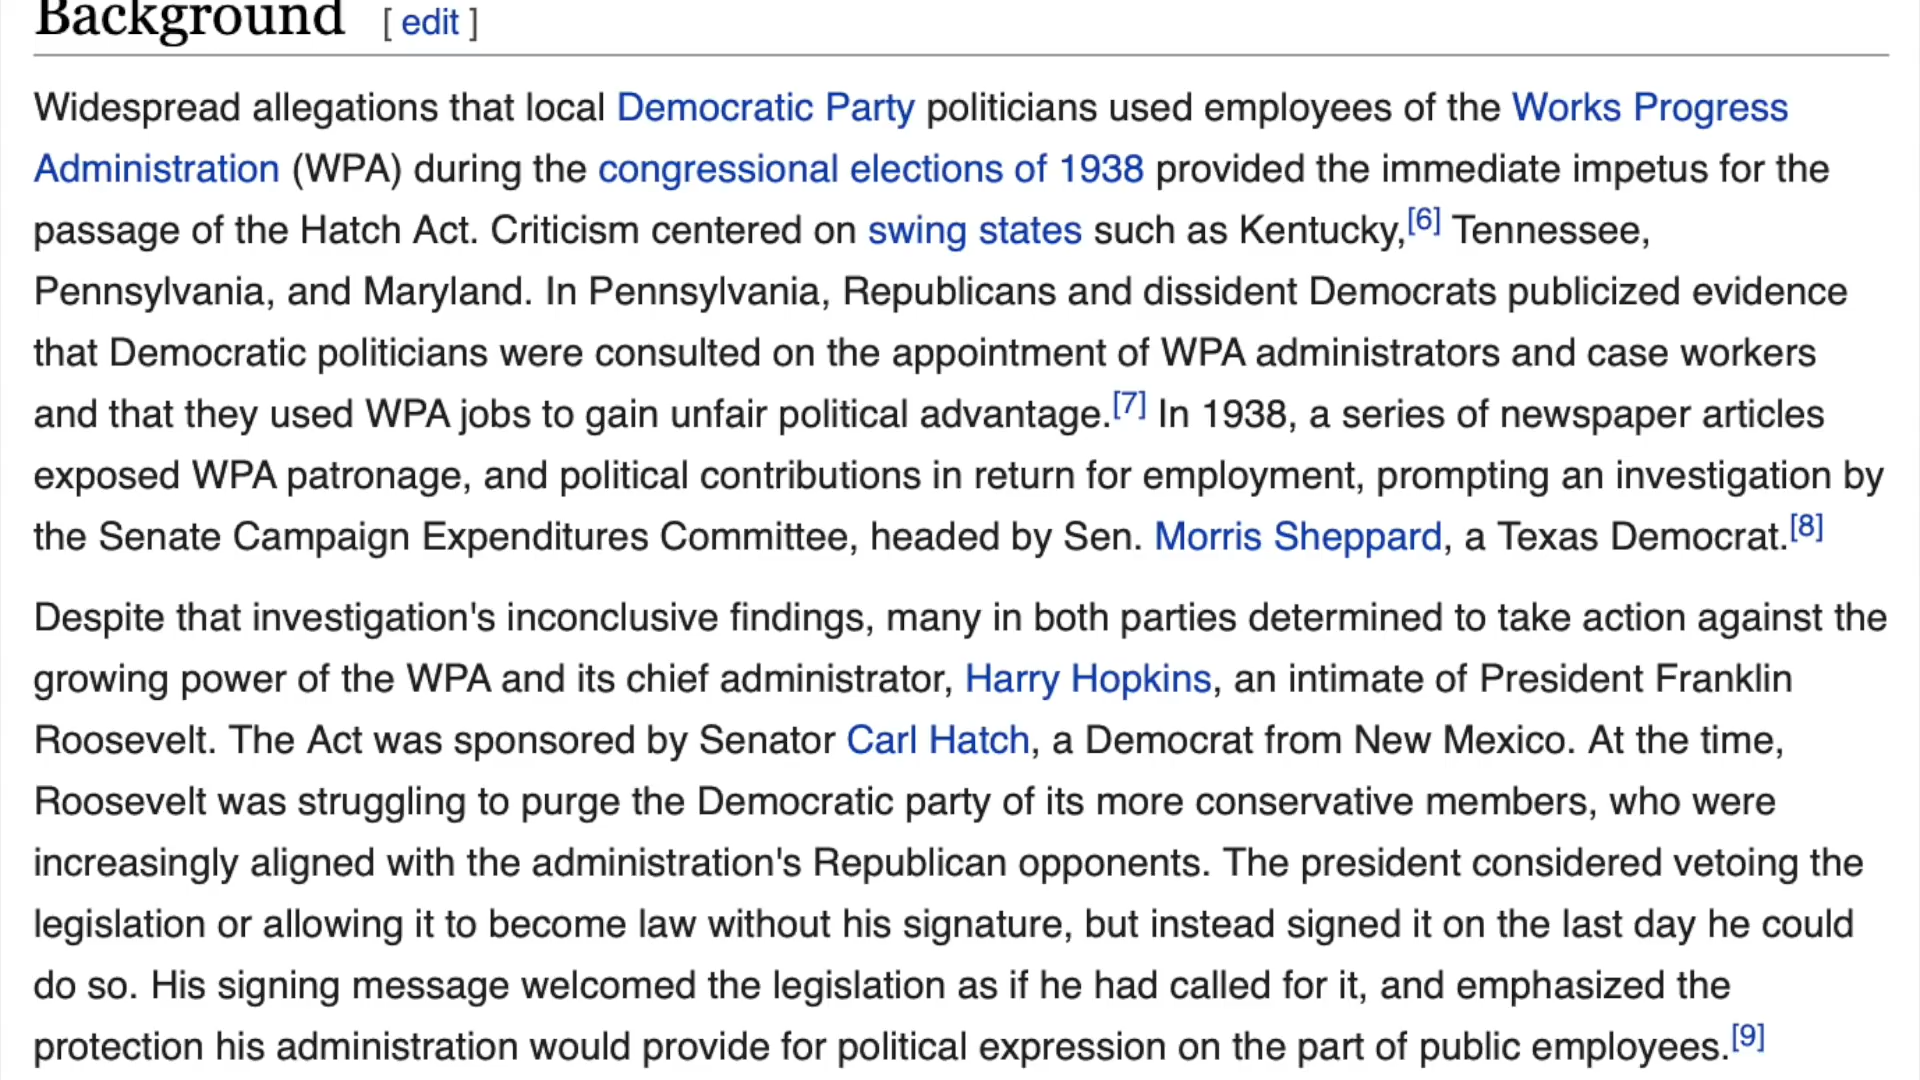 Background [ edit ]
Widespread allegations that local Democratic Party politicians used employees of the Works Progress
Administration (WPA) during the congressional elections of 1938 provided the immediate impetus for the
passage of the Hatch Act. Criticism centered on swing states such as Kentucky,[6] Tennessee,
Pennsylvania, and Maryland. In Pennsylvania, Republicans and dissident Democrats publicized evidence
that Democratic politicians were consulted on the appointment of WPA administrators and case workers
and that they used WPA jobs to gain unfair political advantage.[7] In 1938, a series of newspaper articles
exposed WPA patronage, and political contributions in return for employment, prompting an investigation by
the Senate Campaign Expenditures Committee, headed by Sen. Morris Sheppard, a Texas Democrat.[8]
Despite that investigation's inconclusive findings, many in both parties determined to take action against the
growing power of the WPA and its chief administrator, Harry Hopkins, an intimate of President Franklin
Roosevelt. The Act was sponsored by Senator Carl Hatch, a Democrat from New Mexico. At the time,
Roosevelt was struggling to purge the Democratic party of its more conservative members, who were
increasingly aligned with the administration's Republican opponents. The president considered vetoing the
legislation or allowing it to become law without his signature, but instead signed it on the last day he could
do so. His signing message welcomed the legislation as if he had called for it, and emphasized the
protection his administration would provide for political expression on the part of public employees.[9]